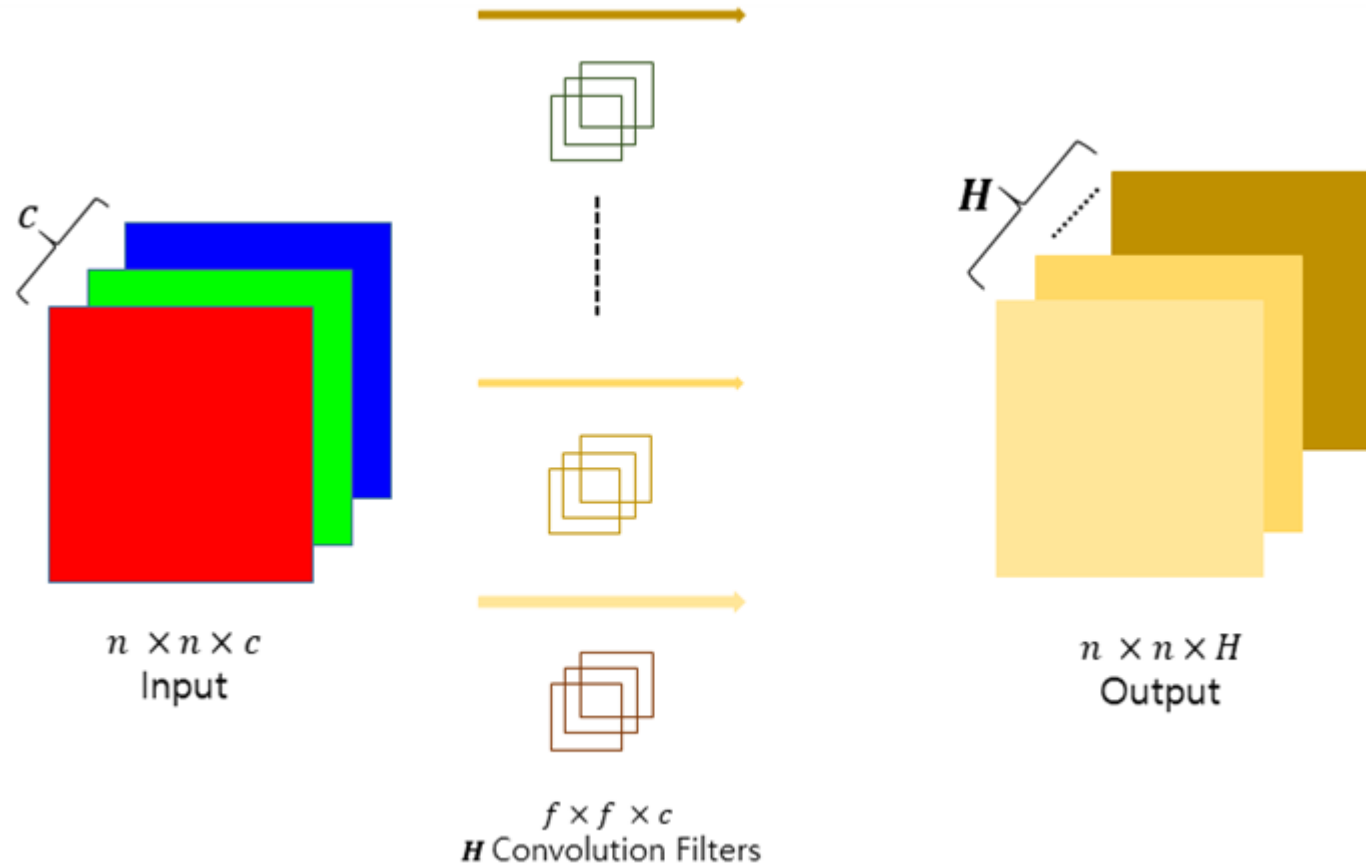 c
H
n × n × c
Input
n × n × H
Output
f × f × c
H Convolution Filters